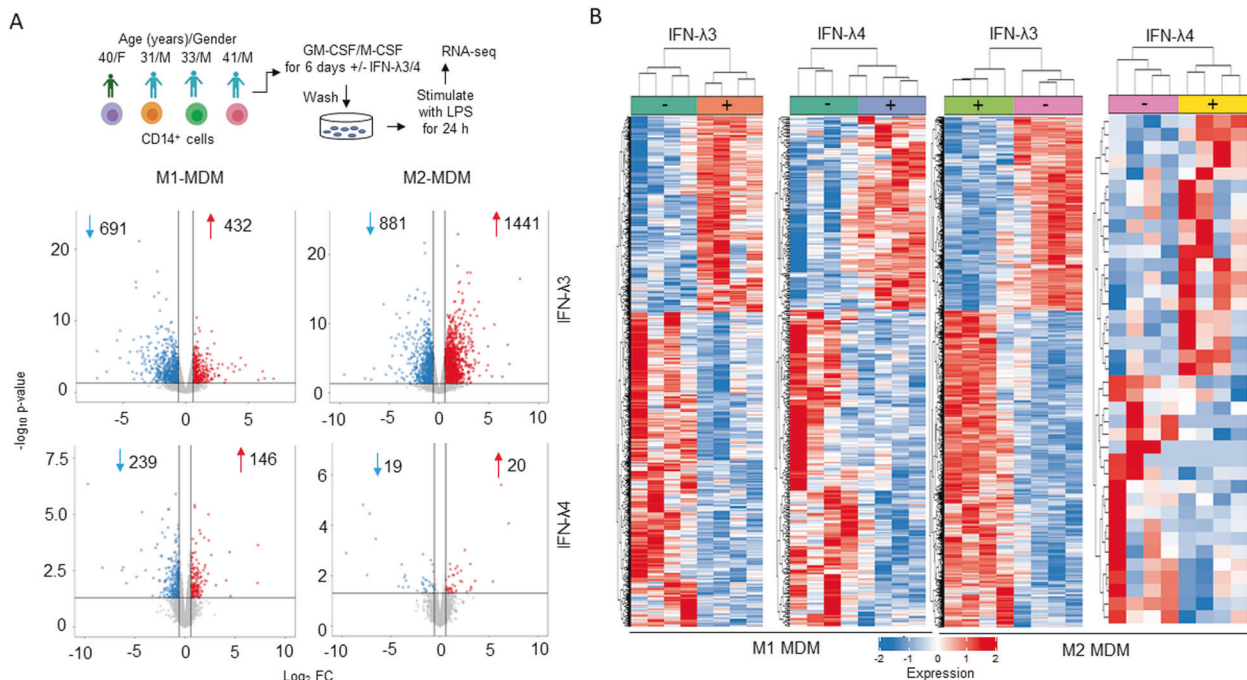 A
Age (years)/Gender
40/F 31/M 33/M 41/M
CD14+ cells
GM-CSF/M-CSF
for 6 days +/- IFN-λ3/4
Wash
RNA-seq
Stimulate
with LPS
for 24 h
M1-MDM
M2-MDM
691
432
881
1441
IFN-λ3
20
10
0
-5 0 5
20
10
0
-10 -5 0 5 10
-log10 p-value
239
146
19
20
IFN-λ4
7.5
5.0
2.5
0
-10 -5 0 5 10
6
4
2
0
-10 -5 0 5 10
Log2 FC
B
IFN-λ3
IFN-λ4
IFN-λ3
IFN-λ4
- +
- +
+ -
- +
M1 MDM
M2 MDM
-2 -1 0 1 2
Expression